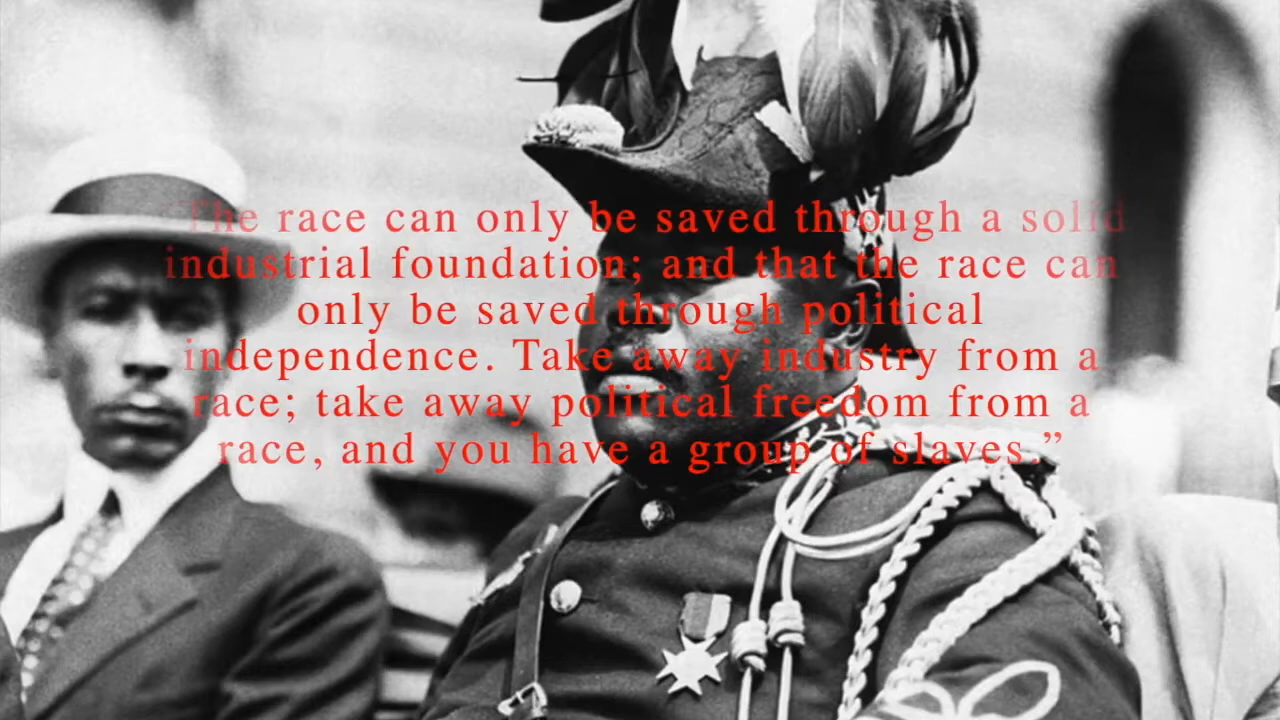 “The race can only be saved through a solid
industrial foundation; and that the race can
only be saved through political
independence. Take away industry from a
race; take away political freedom from a
race, and you have a group of slaves.”